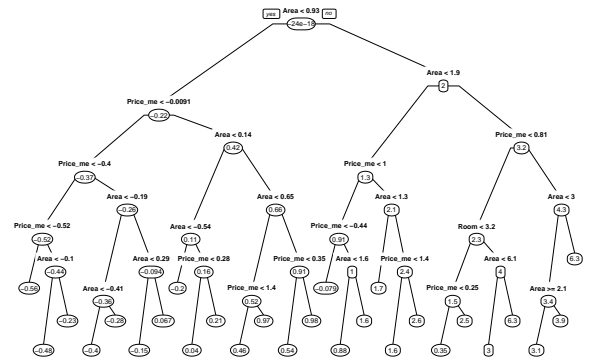 yes Area < 0.93 no
−24e−18
Area < 1.9
2
Price_me < −0.0091
−0.22
Area < 0.14
0.42
Price_me < 0.81
3.2
Price_me < −0.4
−0.37
Price_me < 1
1.3
Area < −0.19
−0.26
Area < 0.65
0.66
Area < 1.3
2.1
Area < 3
4.3
Price_me < −0.52
−0.52
Area < −0.54
0.11
Price_me < −0.44
0.91
Room < 3.2
2.3
6.3
Area < −0.1
−0.44
Area < 0.29
−0.094
Price_me < 0.28
0.16
Price_me < 0.35
0.91
Area < 1.6
1
Price_me < 1.4
2.4
Area < 6.1
4
−0.56
−0.2
−0.079
1.7
Area < −0.41
−0.36
Price_me < 1.4
0.52
Price_me < 0.25
1.5
Area >= 2.1
3.4
−0.23
−0.28
0.067
0.21
0.97
0.98
1.6
2.6
2.5
6.3
3.9
−0.48
−0.4
−0.15
0.04
0.46
0.54
0.88
1.6
0.35
3
3.1